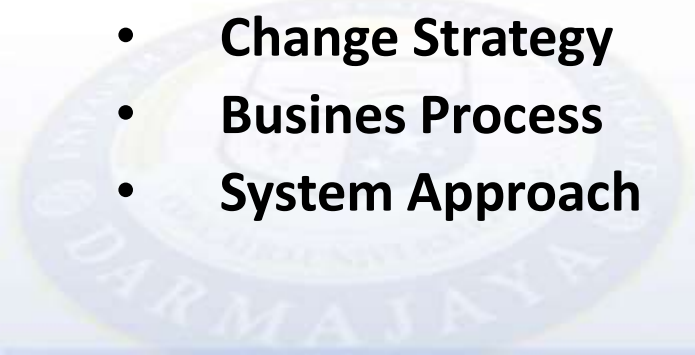 • Change Strategy
• Busines Process
• System Approach
DARMAJAYA